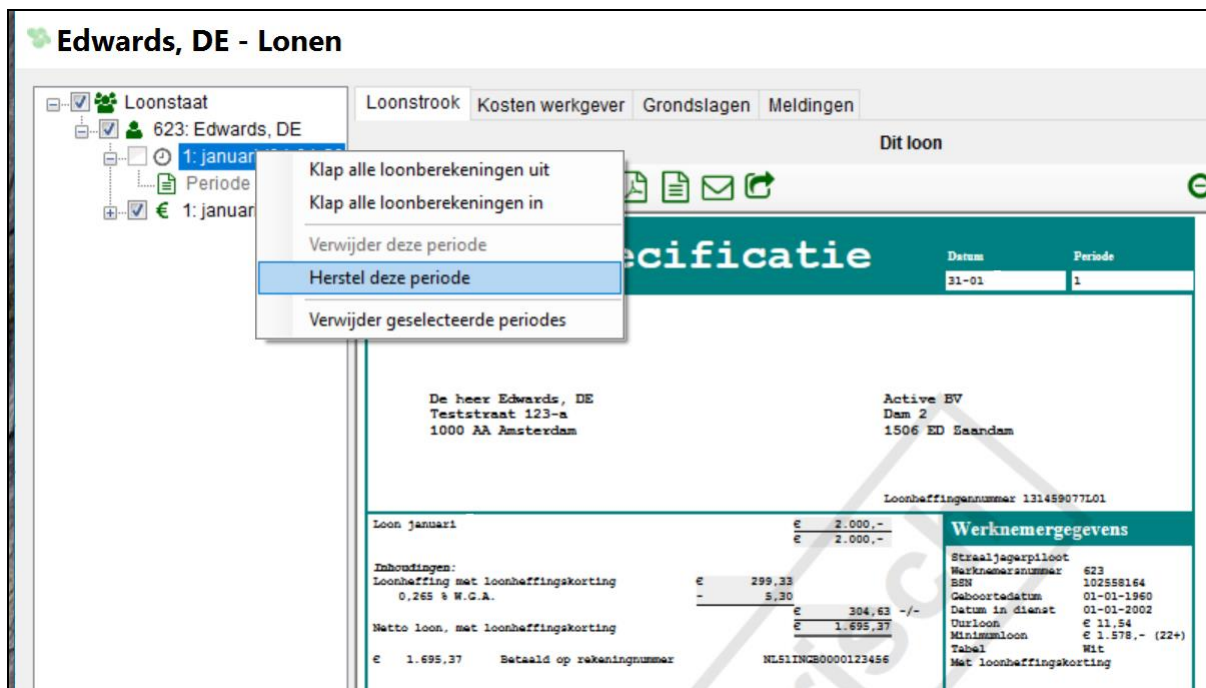 Edwards, DE - Lonen
Loonstaat
623: Edwards, DE
1: januari
Periode
1: januari
Loonstrook Kosten werkgever Grondslagen Meldingen
Dit loon
Klap alle loonberekeningen uit
Klap alle loonberekeningen in
Verwijder deze periode
Herstel deze periode
Verwijder geselecteerde periodes
ecificatie
Datum Periode
31-01 1
De heer Edwards, DE
Teststraat 123-a
1000 AA Amsterdam
Active BV
Dam 2
1506 ED Zaandam
Loonheffingennummer 131459077L01
Loon januari € 2.000,-
€ 2.000,-
Inhoudingen:
Loonheffing met loonheffingskorting € 299,33
0,265 % W.G.A. - 5,30
€ 304,63 -/-
Netto loon, met loonheffingskorting € 1.695,37
€ 1.695,37 Betaald op rekeningnummer NL51INGB0000123456
Werknemergegevens
Straaljagerpiloot
Werknemersnummer 623
BSN 102558164
Geboortedatum 01-01-1960
Datum in dienst 01-01-2002
Uurloon € 11,54
Minimumloon € 1.578,- (22+)
Tabel Wit
Met loonheffingskorting
risch